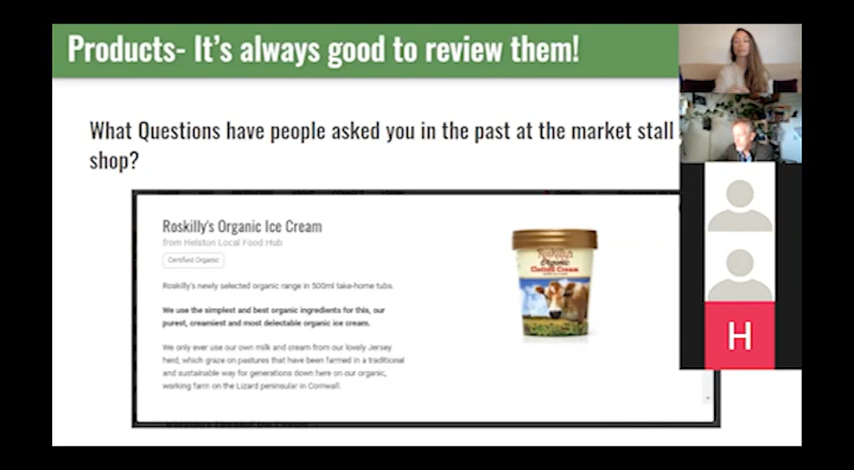 Products- It's always good to review them!
What Questions have people asked you in the past at the market stall
shop?
Roskilly's Organic Ice Cream
from Helston Local Food Hub
Certified Organic
Roskilly's newly selected organic range in 500ml take-home tubs.
We use the simplest and best organic ingredients for this, our
purest, creamiest and most delectable organic ice cream.
We only ever use our own milk and cream from our lovely Jersey
herd, which graze on pastures that have been farmed in a traditional
and sustainable way for generations down here on our organic,
working farm on the Lizard peninsular in Cornwall.
Roskilly's
Organic
Clotted Cream
H